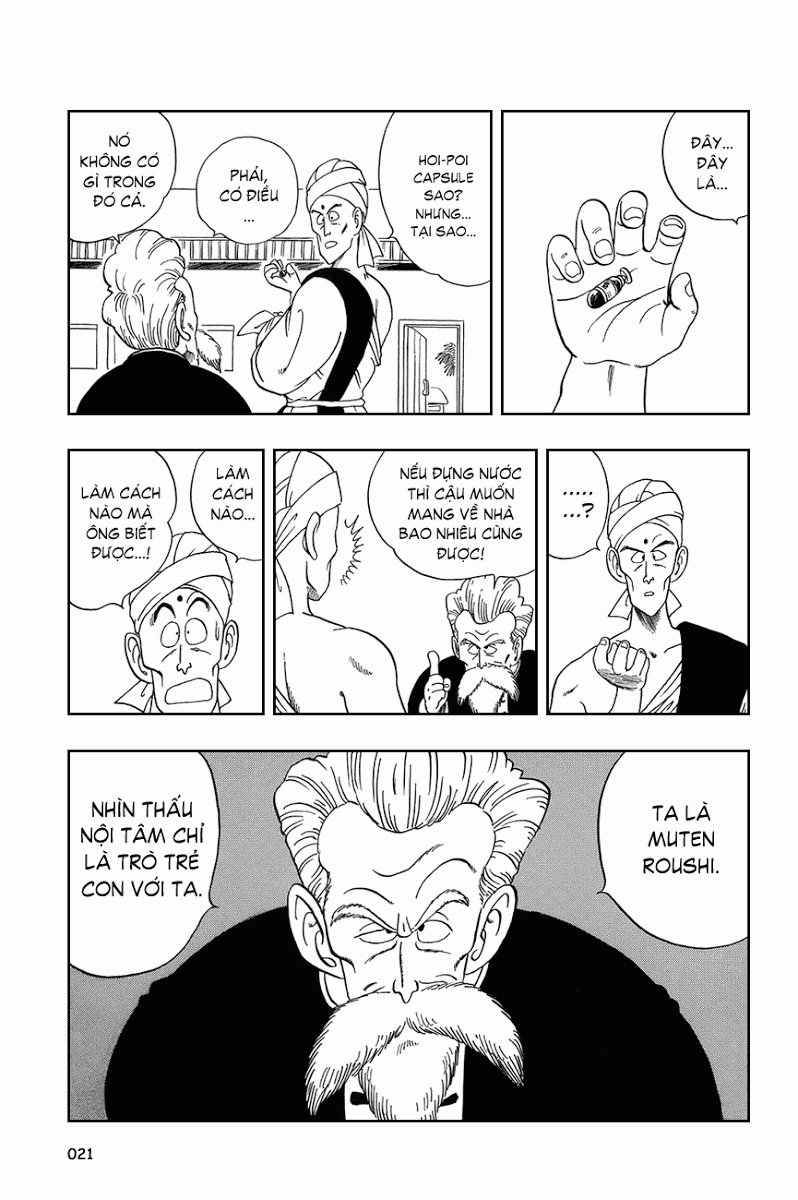 ĐÂY...
ĐÂY
LÀ...
HOI-POI
CAPSULE
SAO?
NHƯNG...
TẠI SAO...
PHẢI,
CÓ ĐIỀU
...
NÓ
KHÔNG CÓ
GÌ TRONG
ĐÓ CẢ.
.....
...?
NẾU ĐỰNG NƯỚC
THÌ CẬU MUỐN
MANG VỀ NHÀ
BAO NHIÊU CŨNG
ĐƯỢC!
LÀM
CÁCH
NÀO...
LÀM CÁCH
NÀO MÀ
ÔNG BIẾT
ĐƯỢC...!
TA LÀ
MUTEN
ROUSHI.
NHÌN THẤU
NỘI TÂM CHỈ
LÀ TRÒ TRẺ
CON VỚI TA.
021